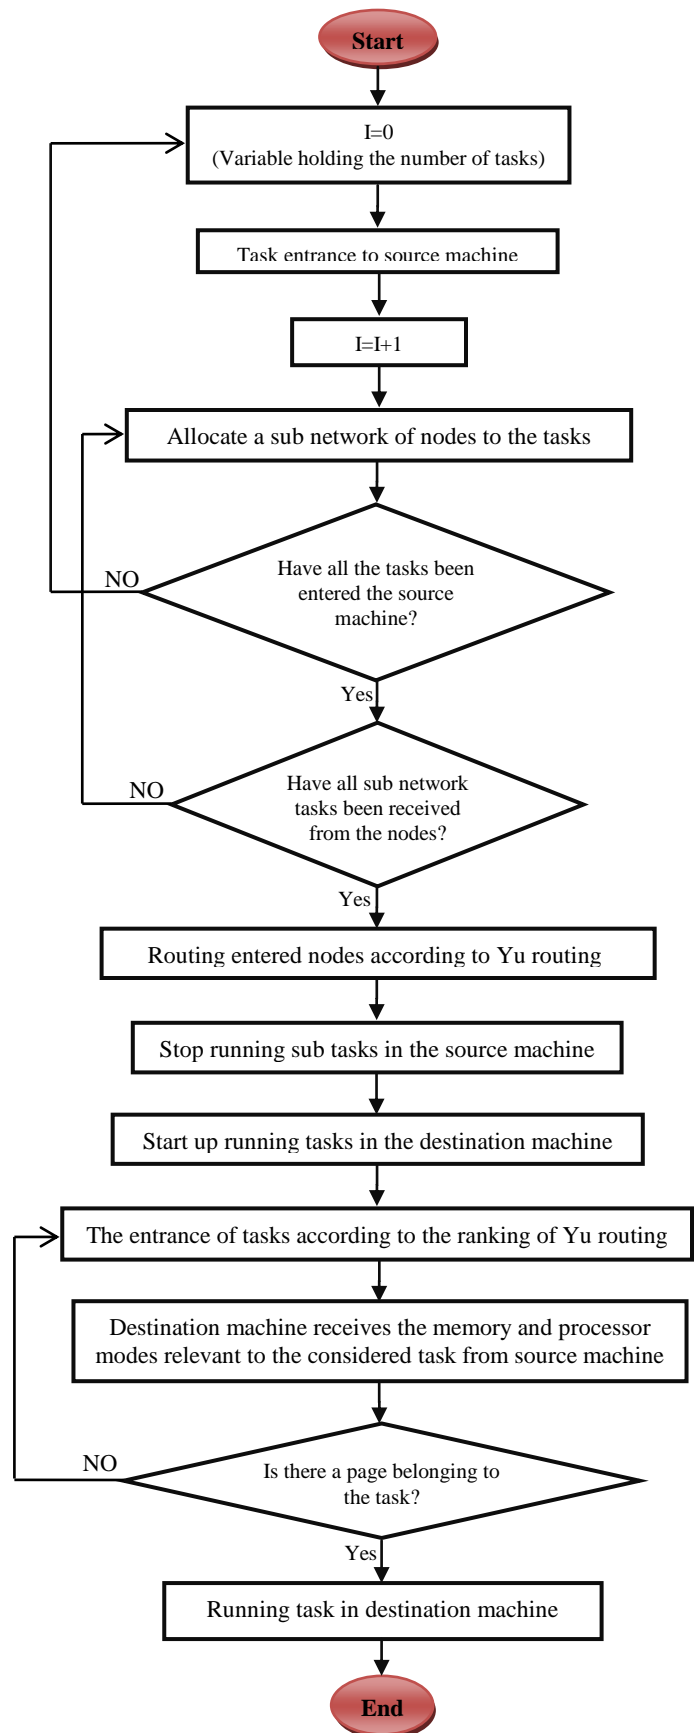 Start
I=0
(Variable holding the number of tasks)
Task entrance to source machine
I=I+1
Allocate a sub network of nodes to the tasks
Have all the tasks been
entered the source
machine?
NO
Yes
Have all sub network
tasks been received
from the nodes?
NO
Yes
Routing entered nodes according to Yu routing
Stop running sub tasks in the source machine
Start up running tasks in the destination machine
The entrance of tasks according to the ranking of Yu routing
Destination machine receives the memory and processor
modes relevant to the considered task from source machine
Is there a page belonging to
the task?
NO
Yes
Running task in destination machine
End